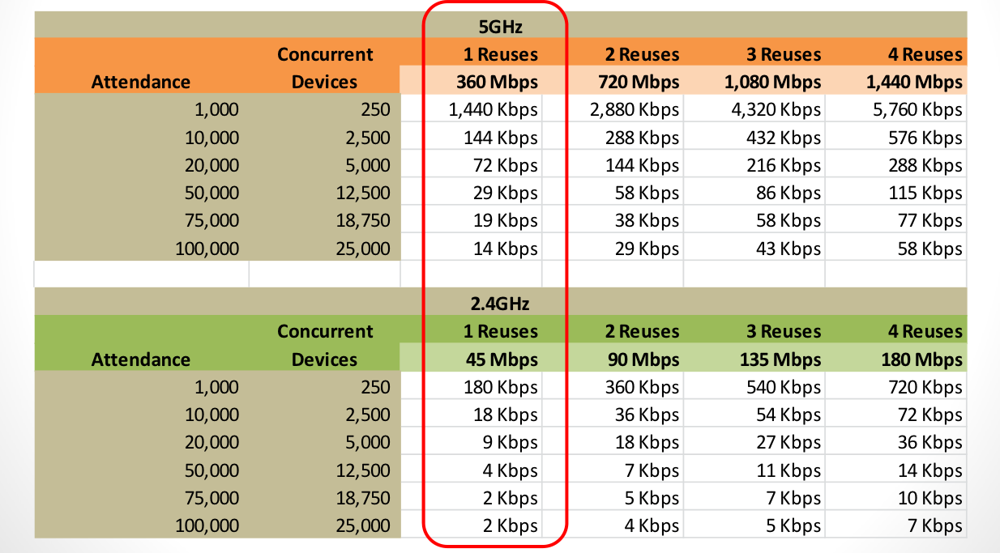 5GHz
Concurrent 1 Reuses 2 Reuses 3 Reuses 4 Reuses
Attendance Devices 360 Mbps 720 Mbps 1,080 Mbps 1,440 Mbps
1,000 250 1,440 Kbps 2,880 Kbps 4,320 Kbps 5,760 Kbps
10,000 2,500 144 Kbps 288 Kbps 432 Kbps 576 Kbps
20,000 5,000 72 Kbps 144 Kbps 216 Kbps 288 Kbps
50,000 12,500 29 Kbps 58 Kbps 86 Kbps 115 Kbps
75,000 18,750 19 Kbps 38 Kbps 58 Kbps 77 Kbps
100,000 25,000 14 Kbps 29 Kbps 43 Kbps 58 Kbps
2.4GHz
Concurrent 1 Reuses 2 Reuses 3 Reuses 4 Reuses
Attendance Devices 45 Mbps 90 Mbps 135 Mbps 180 Mbps
1,000 250 180 Kbps 360 Kbps 540 Kbps 720 Kbps
10,000 2,500 18 Kbps 36 Kbps 54 Kbps 72 Kbps
20,000 5,000 9 Kbps 18 Kbps 27 Kbps 36 Kbps
50,000 12,500 4 Kbps 7 Kbps 11 Kbps 14 Kbps
75,000 18,750 2 Kbps 5 Kbps 7 Kbps 10 Kbps
100,000 25,000 2 Kbps 4 Kbps 5 Kbps 7 Kbps